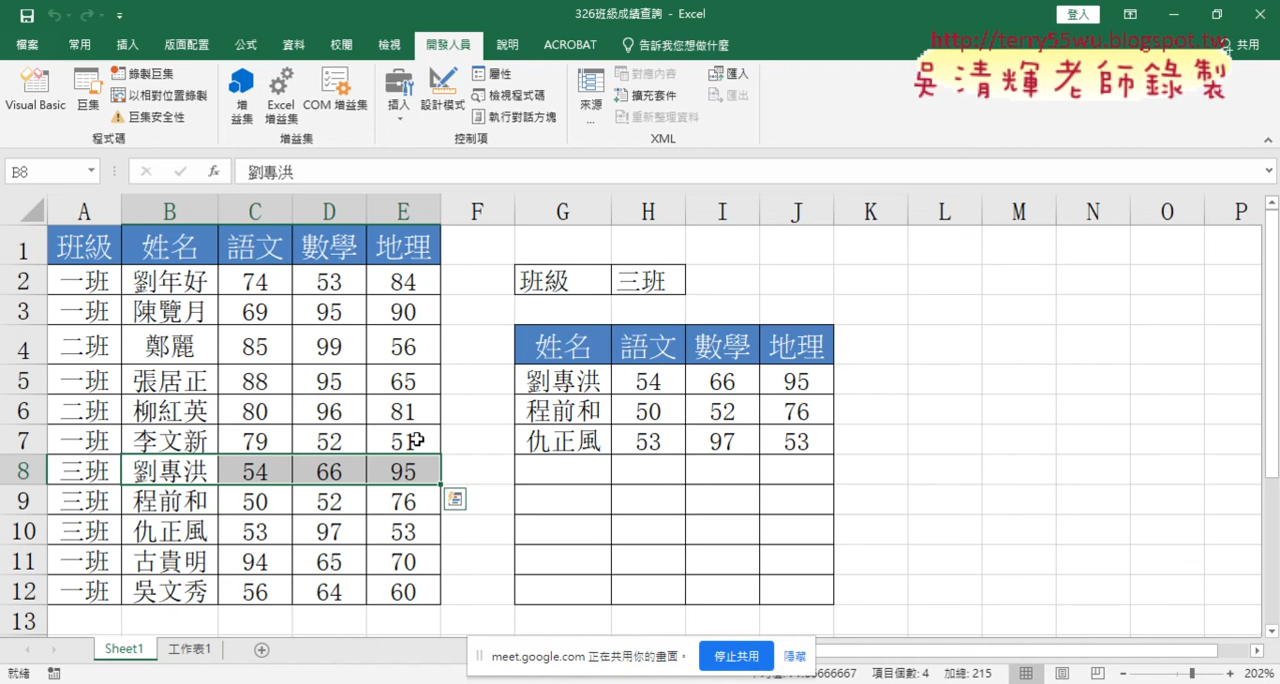 326班級成績查詢 - Excel
登入
檔案 常用 插入 版面配置 公式 資料 校閱 檢視 開發人員 說明 ACROBAT 告訴我您想做什麼 共用
http://terry55wu.blogspot.tw
吳清輝老師錄製
Visual Basic 巨集 錄製巨集 以相對位置錄製 巨集安全性
增益集 Excel 增益集 COM 增益集
插入 設計模式 屬性 檢視程式碼 執行對話方塊
來源... 對應內容 擴充套件 重新整理資料 匯入 匯出
程式碼 增益集 控制項 XML
B8 fx 劉專洪
A B C D E F G H I J K L M N O P
1 班級 姓名 語文 數學 地理
2 一班 劉年好 74 53 84 班級 三班
3 一班 陳覽月 69 95 90
4 二班 鄭麗 85 99 56 姓名 語文 數學 地理
5 一班 張居正 88 95 65 劉專洪 54 66 95
6 二班 柳紅英 80 96 81 程前和 50 52 76
7 一班 李文新 79 52 51 仇正風 53 97 53
8 三班 劉專洪 54 66 95
9 三班 程前和 50 52 76
10 三班 仇正風 53 97 53
11 一班 古貴明 94 65 70
12 一班 吳文秀 56 64 60
13
Sheet1 工作表1
meet.google.com 正在共用你的畫面。 停止共用 隱藏
就緒 項目個數: 4 加總: 215 202%